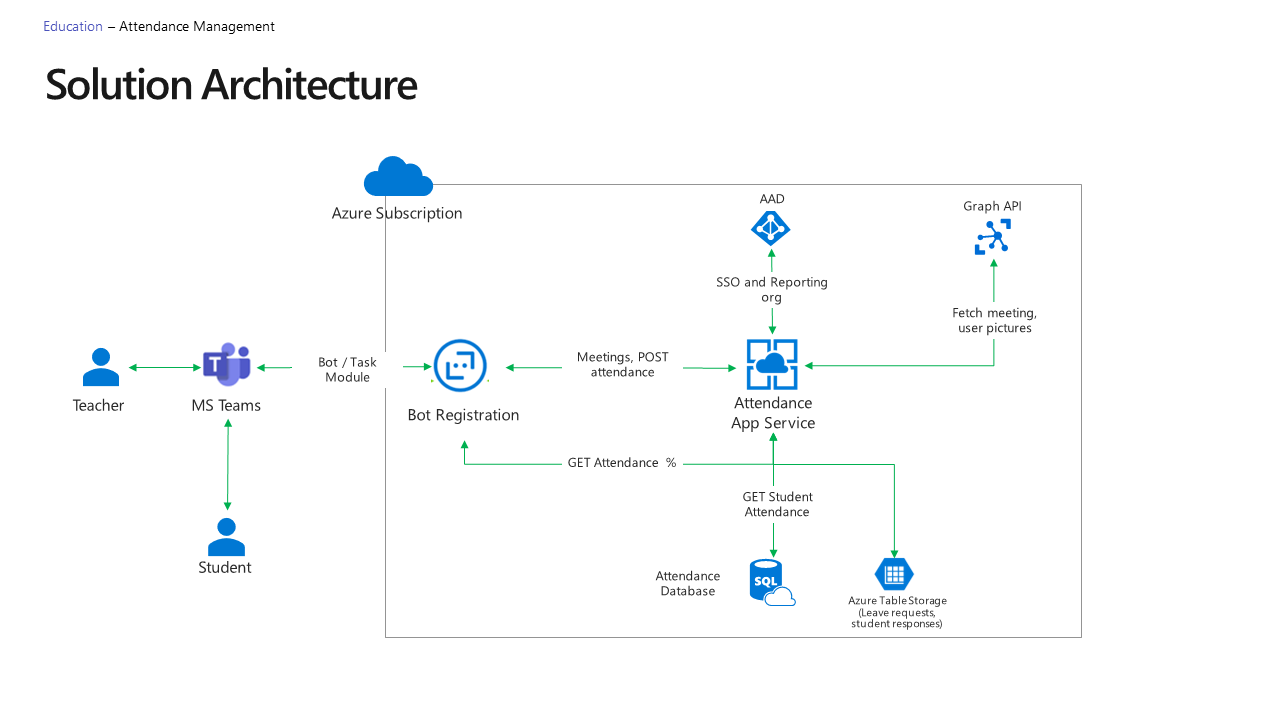 Education – Attendance Management
Solution Architecture
Azure Subscription
AAD
Graph API
SSO and Reporting
org
Fetch meeting,
user pictures
Bot / Task
Module
Meetings, POST
attendance
T
Teacher
MS Teams
Bot Registration
Attendance
App Service
GET Attendance %
GET Student
Attendance
Student
Attendance
Database
SQL
Azure Table Storage
(Leave requests,
student responses)